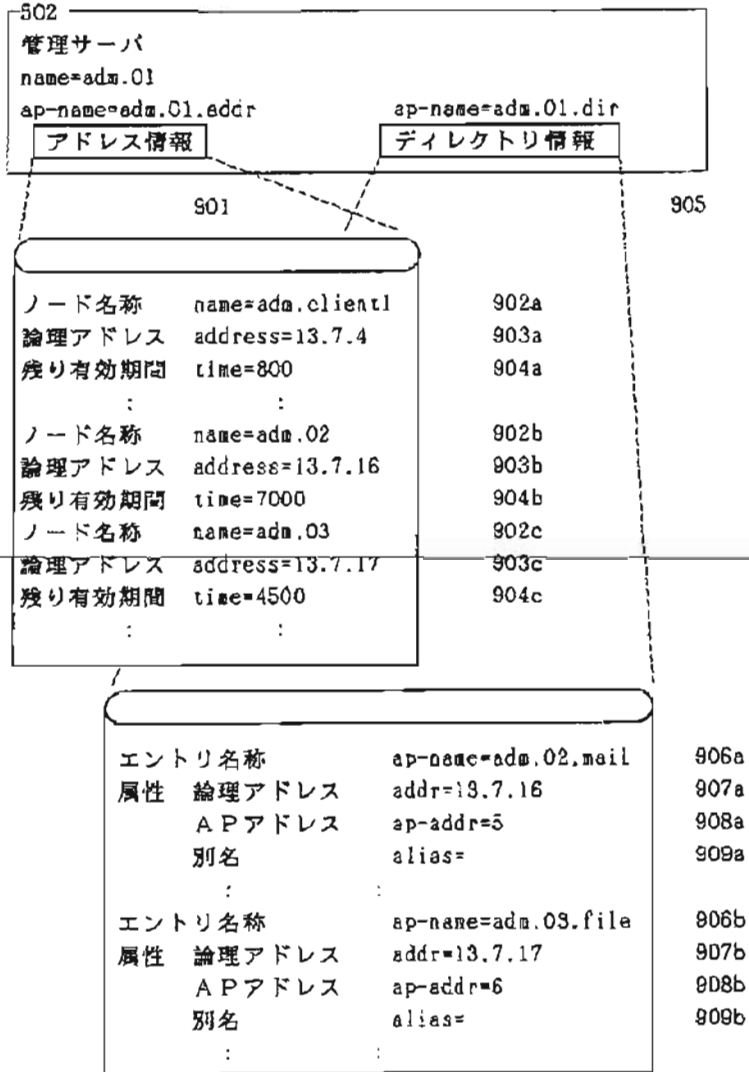 502
管理サーバ
name=adm.01
ap-name=adm.01.addr ap-name=adm.01.dir
アドレス情報 ディレクトリ情報
901 905
ノード名称 name=adm.client1 902a
論理アドレス address=13.7.4 903a
残り有効期間 time=800 904a
: :
ノード名称 name=adm.02 902b
論理アドレス address=13.7.16 903b
残り有効期間 time=7000 904b
ノード名称 name=adm.03 902c
論理アドレス address=13.7.17 903c
残り有効期間 time=4500 904c
: :
エントリ名称 ap-name=adm.02.mail 906a
属性 論理アドレス addr=13.7.16 907a
APアドレス ap-addr=5 908a
別名 alias= 909a
: :
エントリ名称 ap-name=adm.03.file 906b
属性 論理アドレス addr=13.7.17 907b
APアドレス ap-addr=6 908b
別名 alias= 909b
: :